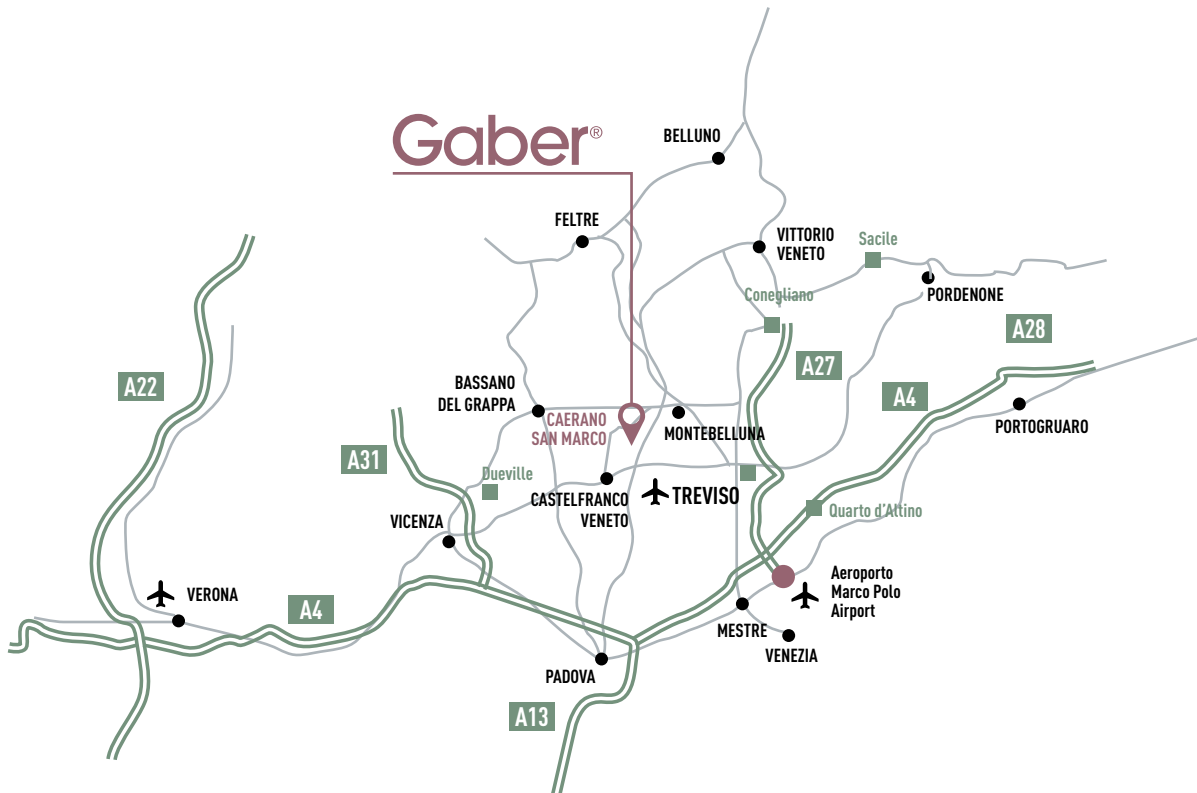 Gaber®
BELLUNO
FELTRE
VITTORIO
VENETO
Sacile
Conegliano
PORDENONE
A28
A27
A22
A4
BASSANO
DEL GRAPPA
CAERANO
SAN MARCO
MONTEBELLUNA
PORTOGRUARO
A31
Dueville
CASTELFRANCO
VENETO
TREVISO
Quarto d'Altino
VICENZA
VERONA
A4
Aeroporto
Marco Polo
Airport
MESTRE
VENEZIA
PADOVA
A13